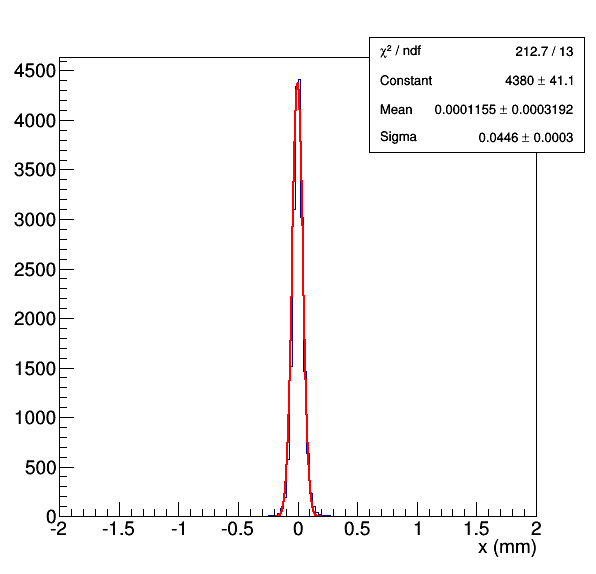 χ² / ndf 212.7 / 13
Constant 4380 ± 41.1
Mean 0.0001155 ± 0.0003192
Sigma 0.0446 ± 0.0003
4500
4000
3500
3000
2500
2000
1500
1000
500
0
-2 -1.5 -1 -0.5 0 0.5 1 1.5 2
x (mm)